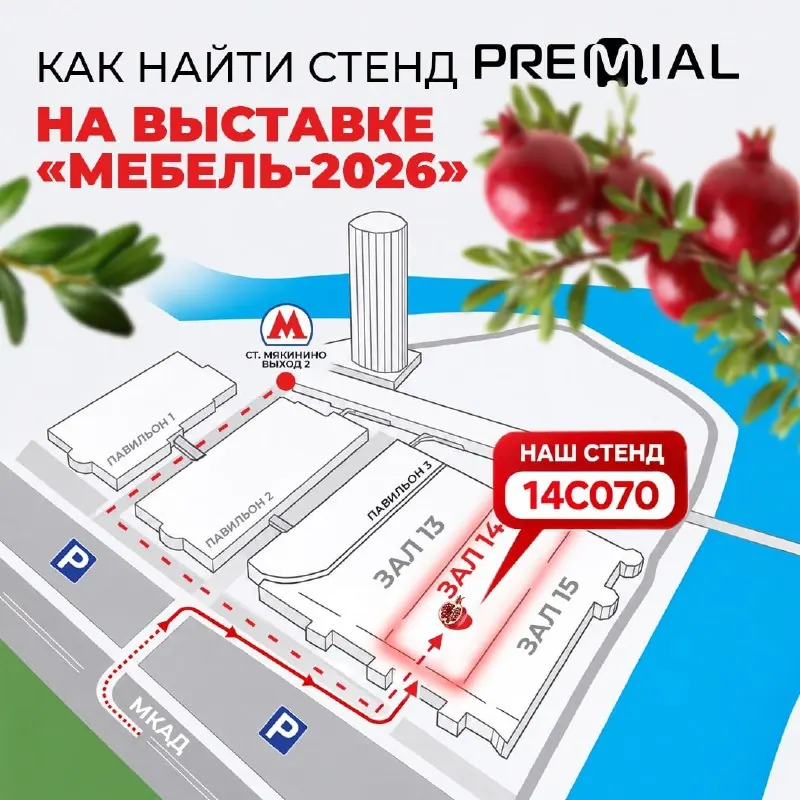 КАК НАЙТИ СТЕНД PREMIAL
НА ВЫСТАВКЕ
«МЕБЕЛЬ-2026»
М
СТ. МЯКИНИНО
ВЫХОД 2
ПАВИЛЬОН 1
ПАВИЛЬОН 2
ПАВИЛЬОН 3
НАШ СТЕНД
14C070
ЗАЛ 13
ЗАЛ 14
ЗАЛ 15
P
МКАД
P